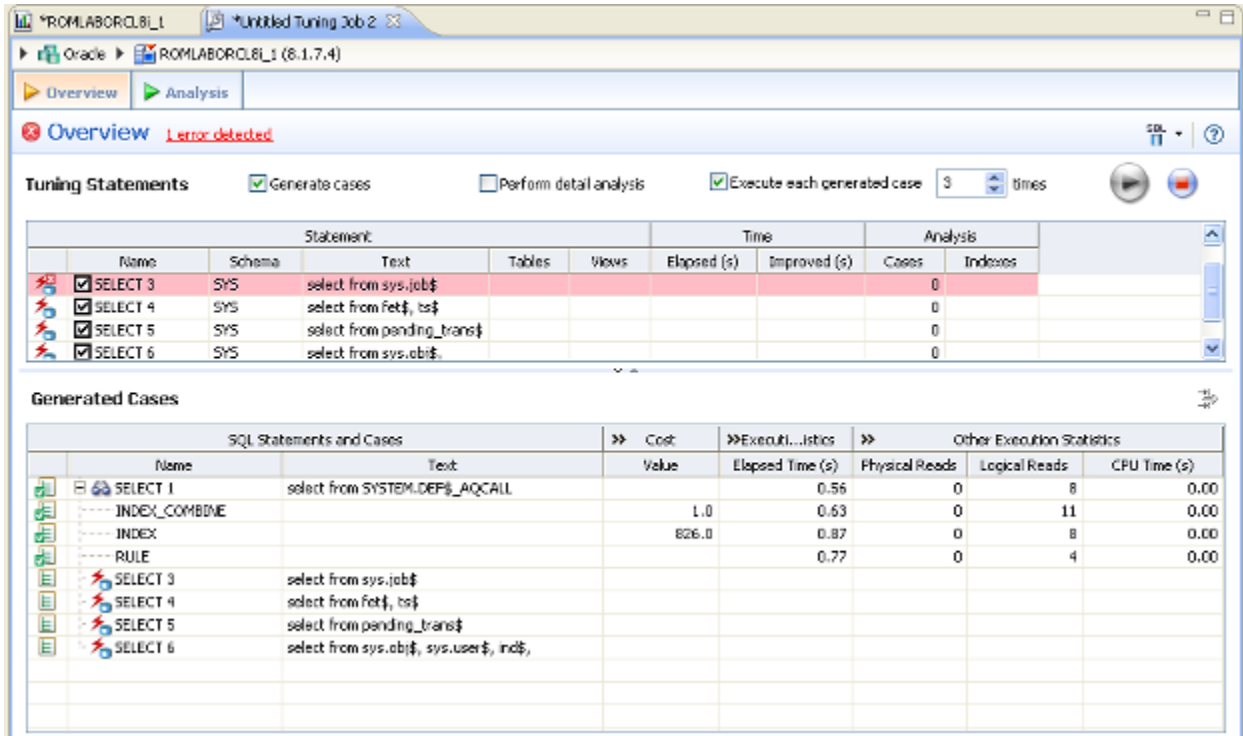 *ROMLABORCL8i_1 *Untitled Tuning Job 2
Oracle ROMLABORCL8i_1 (8.1.7.4)
Overview Analysis
Overview 1 error detected
SQL
Tuning Statements Generate cases Perform detail analysis Execute each generated case 3 times
Statement Time Analysis
Name Schema Text Tables Views Elapsed (s) Improved (s) Cases Indexes
SELECT 3 SYS select from sys.job$ 0
SELECT 4 SYS select from fet$, ts$ 0
SELECT 5 SYS select from pending_trans$ 0
SELECT 6 SYS select from sys.obj$, 0
Generated Cases
SQL Statements and Cases Cost Executi...istics Other Execution Statistics
Name Text Value Elapsed Time (s) Physical Reads Logical Reads CPU Time (s)
SELECT 1 select from SYSTEM.DEF$_AQCALL 0.56 0 8 0.00
INDEX_COMBINE 1.0 0.63 0 11 0.00
INDEX 826.0 0.87 0 8 0.00
RULE 0.77 0 4 0.00
SELECT 3 select from sys.job$
SELECT 4 select from fet$, ts$
SELECT 5 select from pending_trans$
SELECT 6 select from sys.obj$, sys.user$, ind$,